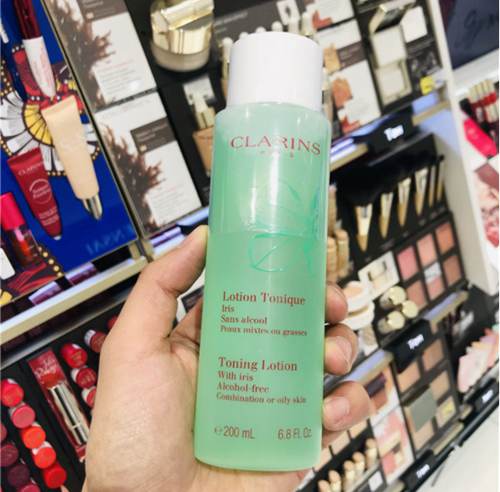 CLARINS
PARIS
Lotion Tonique
Iris
Sans alcool
Peaux mixtes ou grasses
Toning Lotion
With iris
Alcohol-free
Combination or oily skin
℮200 mL 6.8 Fl. Oz.